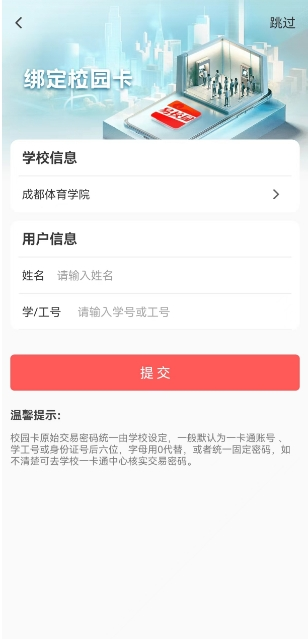 跳过
绑定校园卡
学校信息
成都体育学院
用户信息
姓名 请输入姓名
学/工号 请输入学号或工号
提交
温馨提示：
校园卡原始交易密码统一由学校设定，一般默认为一卡通账号、
学工号或身份证号后六位，字母用0代替，或者统一固定密码，如
不清楚可去学校一卡通中心核实交易密码。